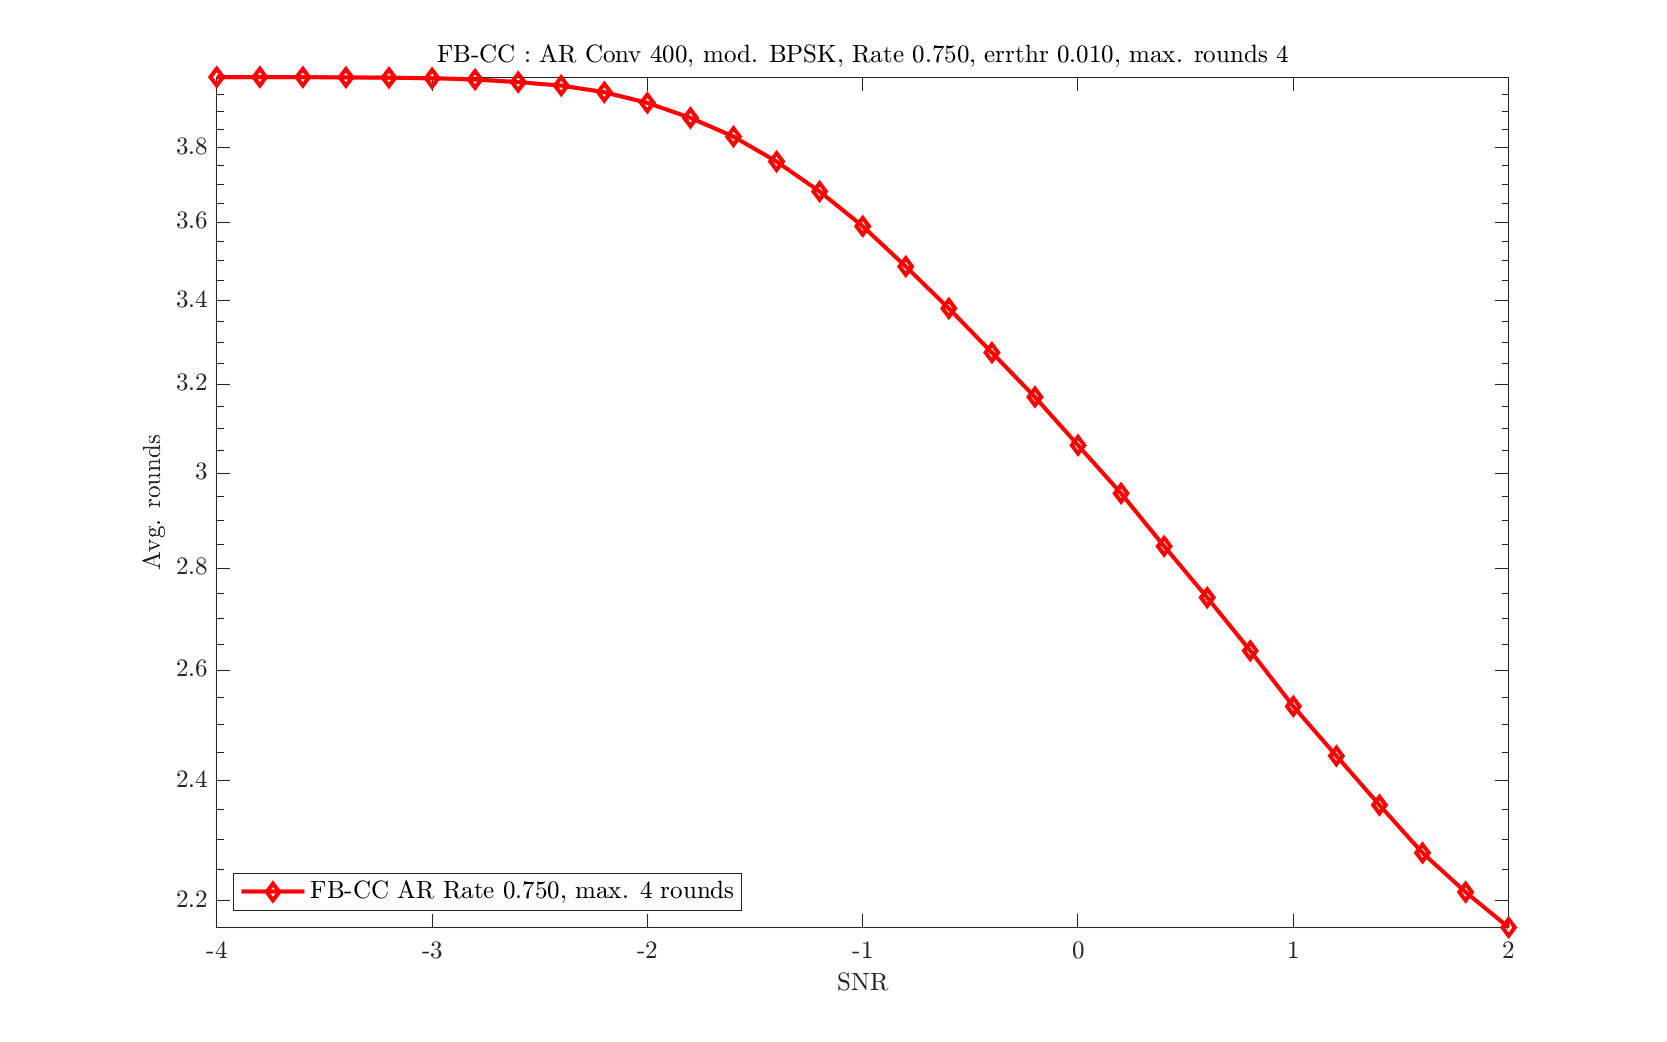 FB-CC : AR Conv 400, mod. BPSK, Rate 0.750, errthr 0.010, max. rounds 4
3.8
3.6
3.4
3.2
3
2.8
2.6
2.4
2.2
Avg. rounds
FB-CC AR Rate 0.750, max. 4 rounds
-4 -3 -2 -1 0 1 2
SNR